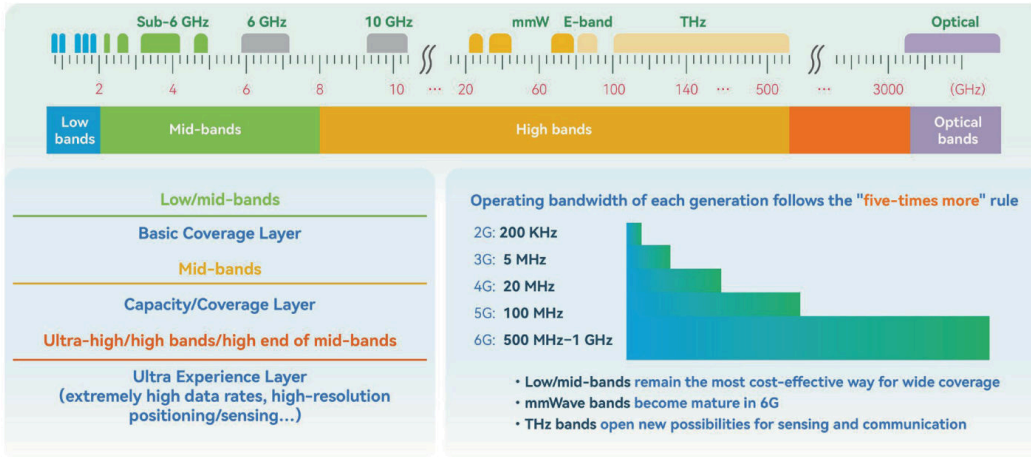 Sub-6 GHz 6 GHz 10 GHz mmW E-band THz Optical
2 4 6 8 10 ... 20 60 100 140 ... 500 ... 3000 (GHz)
Low bands Mid-bands High bands Optical bands
Low/mid-bands
Basic Coverage Layer
Mid-bands
Capacity/Coverage Layer
Ultra-high/high bands/high end of mid-bands
Ultra Experience Layer
(extremely high data rates, high-resolution
positioning/sensing...)
Operating bandwidth of each generation follows the "five-times more" rule
2G: 200 KHz
3G: 5 MHz
4G: 20 MHz
5G: 100 MHz
6G: 500 MHz–1 GHz
• Low/mid-bands remain the most cost-effective way for wide coverage
• mmWave bands become mature in 6G
• THz bands open new possibilities for sensing and communication